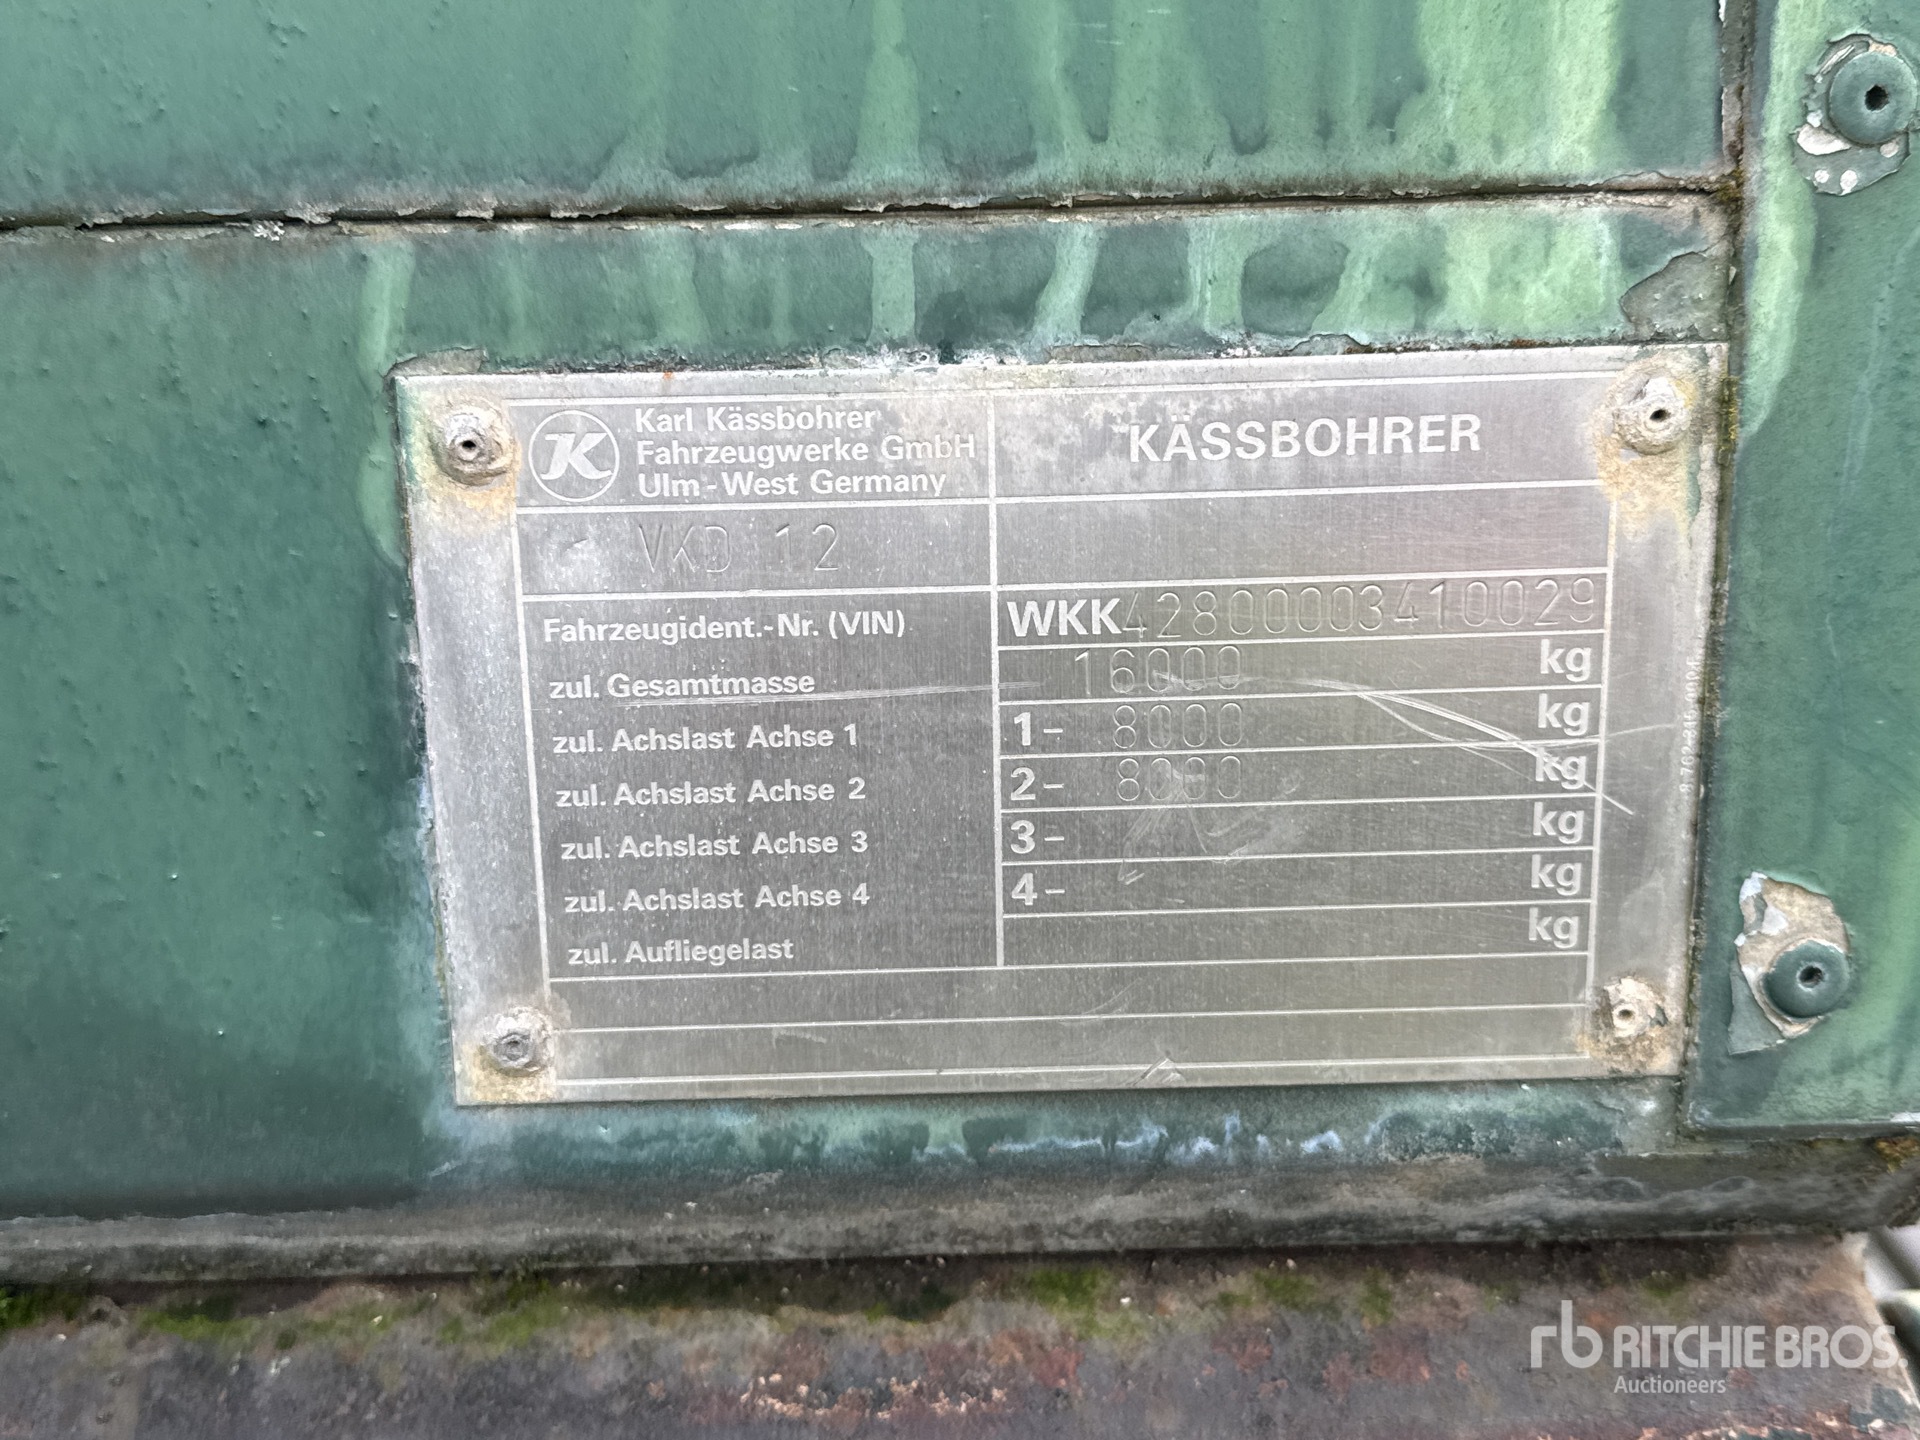 K
Karl Kässbohrer
Fahrzeugwerke GmbH
Ulm - West Germany
KÄSSBOHRER
VKD 12
Fahrzeugident.-Nr. (VIN) WKK42800003410029
zul. Gesamtmasse 16000 kg
zul. Achslast Achse 1 1- 8000 kg
zul. Achslast Achse 2 2- 8000 kg
zul. Achslast Achse 3 3- kg
zul. Achslast Achse 4 4- kg
zul. Aufliegelast kg
rb RITCHIE BROS.
Auctioneers